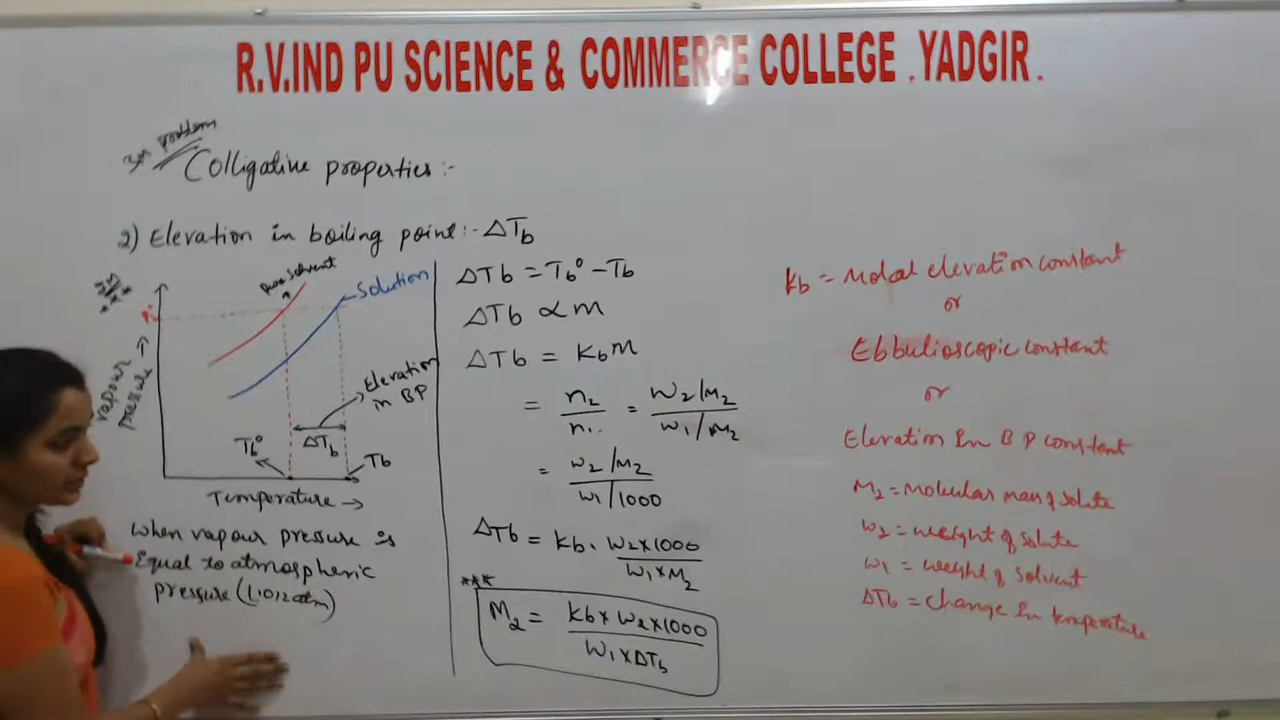 R.V.IND PU SCIENCE & COMMERCE COLLEGE . YADGIR .
3m problem
Colligative properties :-
2) Elevation in boiling point :- ΔTb
Pure solvent
Solution
vapour pressure →
Elevation in BP
Tb°
ΔTb
Tb
Temperature →
When vapour pressure is
Equal to atmospheric
pressure (1.012 atm)
ΔTb = Tb° - Tb
ΔTb ∝ m
ΔTb = Kb m
= n2/n1. = W2/M2 / W1/M2
= W2/M2 / W1/1000
ΔTb = Kb . W2 x 1000 / W1 x M2
***
M2 = Kb x W2 x 1000 / W1 x ΔTb
Kb = Molal elevation constant
or
Ebbulioscopic constant
or
Elevation In B P constant
M2 = Molecular mass of solute
W2 = weight of solute
W1 = weight of solvent
ΔTb = Change In temperature